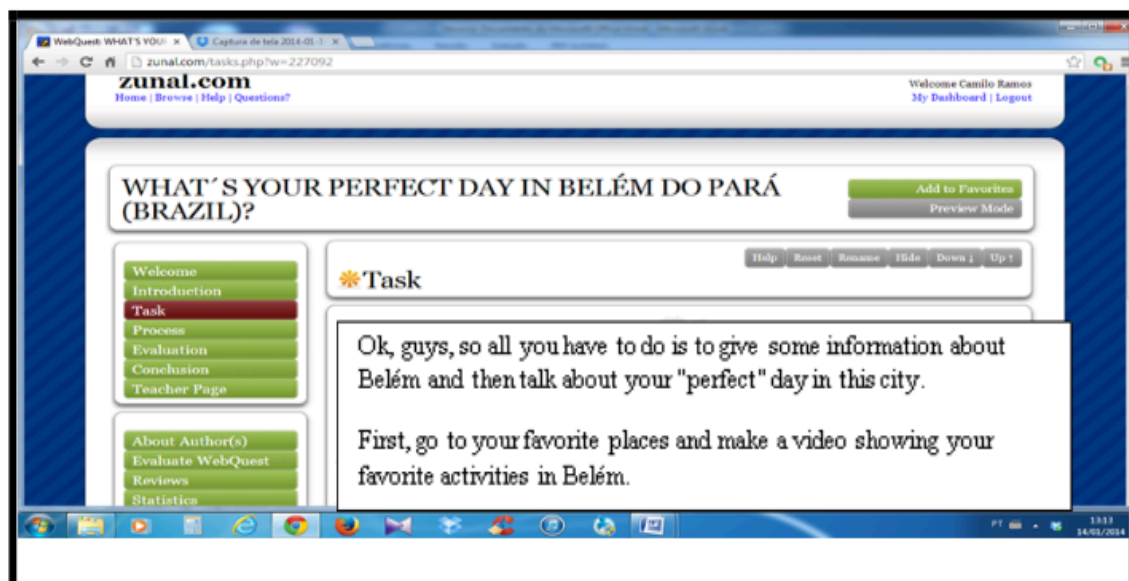 WebQuest: WHAT'S YOU
Captura de tela 2014-01-1
zunal.com/tasks.php?w=227092
zunal.com
Home | Browse | Help | Questions?
Welcome Camilo Ramos
My Dashboard | Logout
WHAT´S YOUR PERFECT DAY IN BELÉM DO PARÁ
(BRAZIL)?
Add to Favorites
Preview Mode
Welcome
Introduction
Task
Process
Evaluation
Conclusion
Teacher Page
About Author(s)
Evaluate WebQuest
Reviews
Statistics
Help Reset Rename Hide Down ↓ Up ↑
Task
Ok, guys, so all you have to do is to give some information about
Belém and then talk about your "perfect" day in this city.
First, go to your favorite places and make a video showing your
favorite activities in Belém.
PT
13:13
14/01/2014